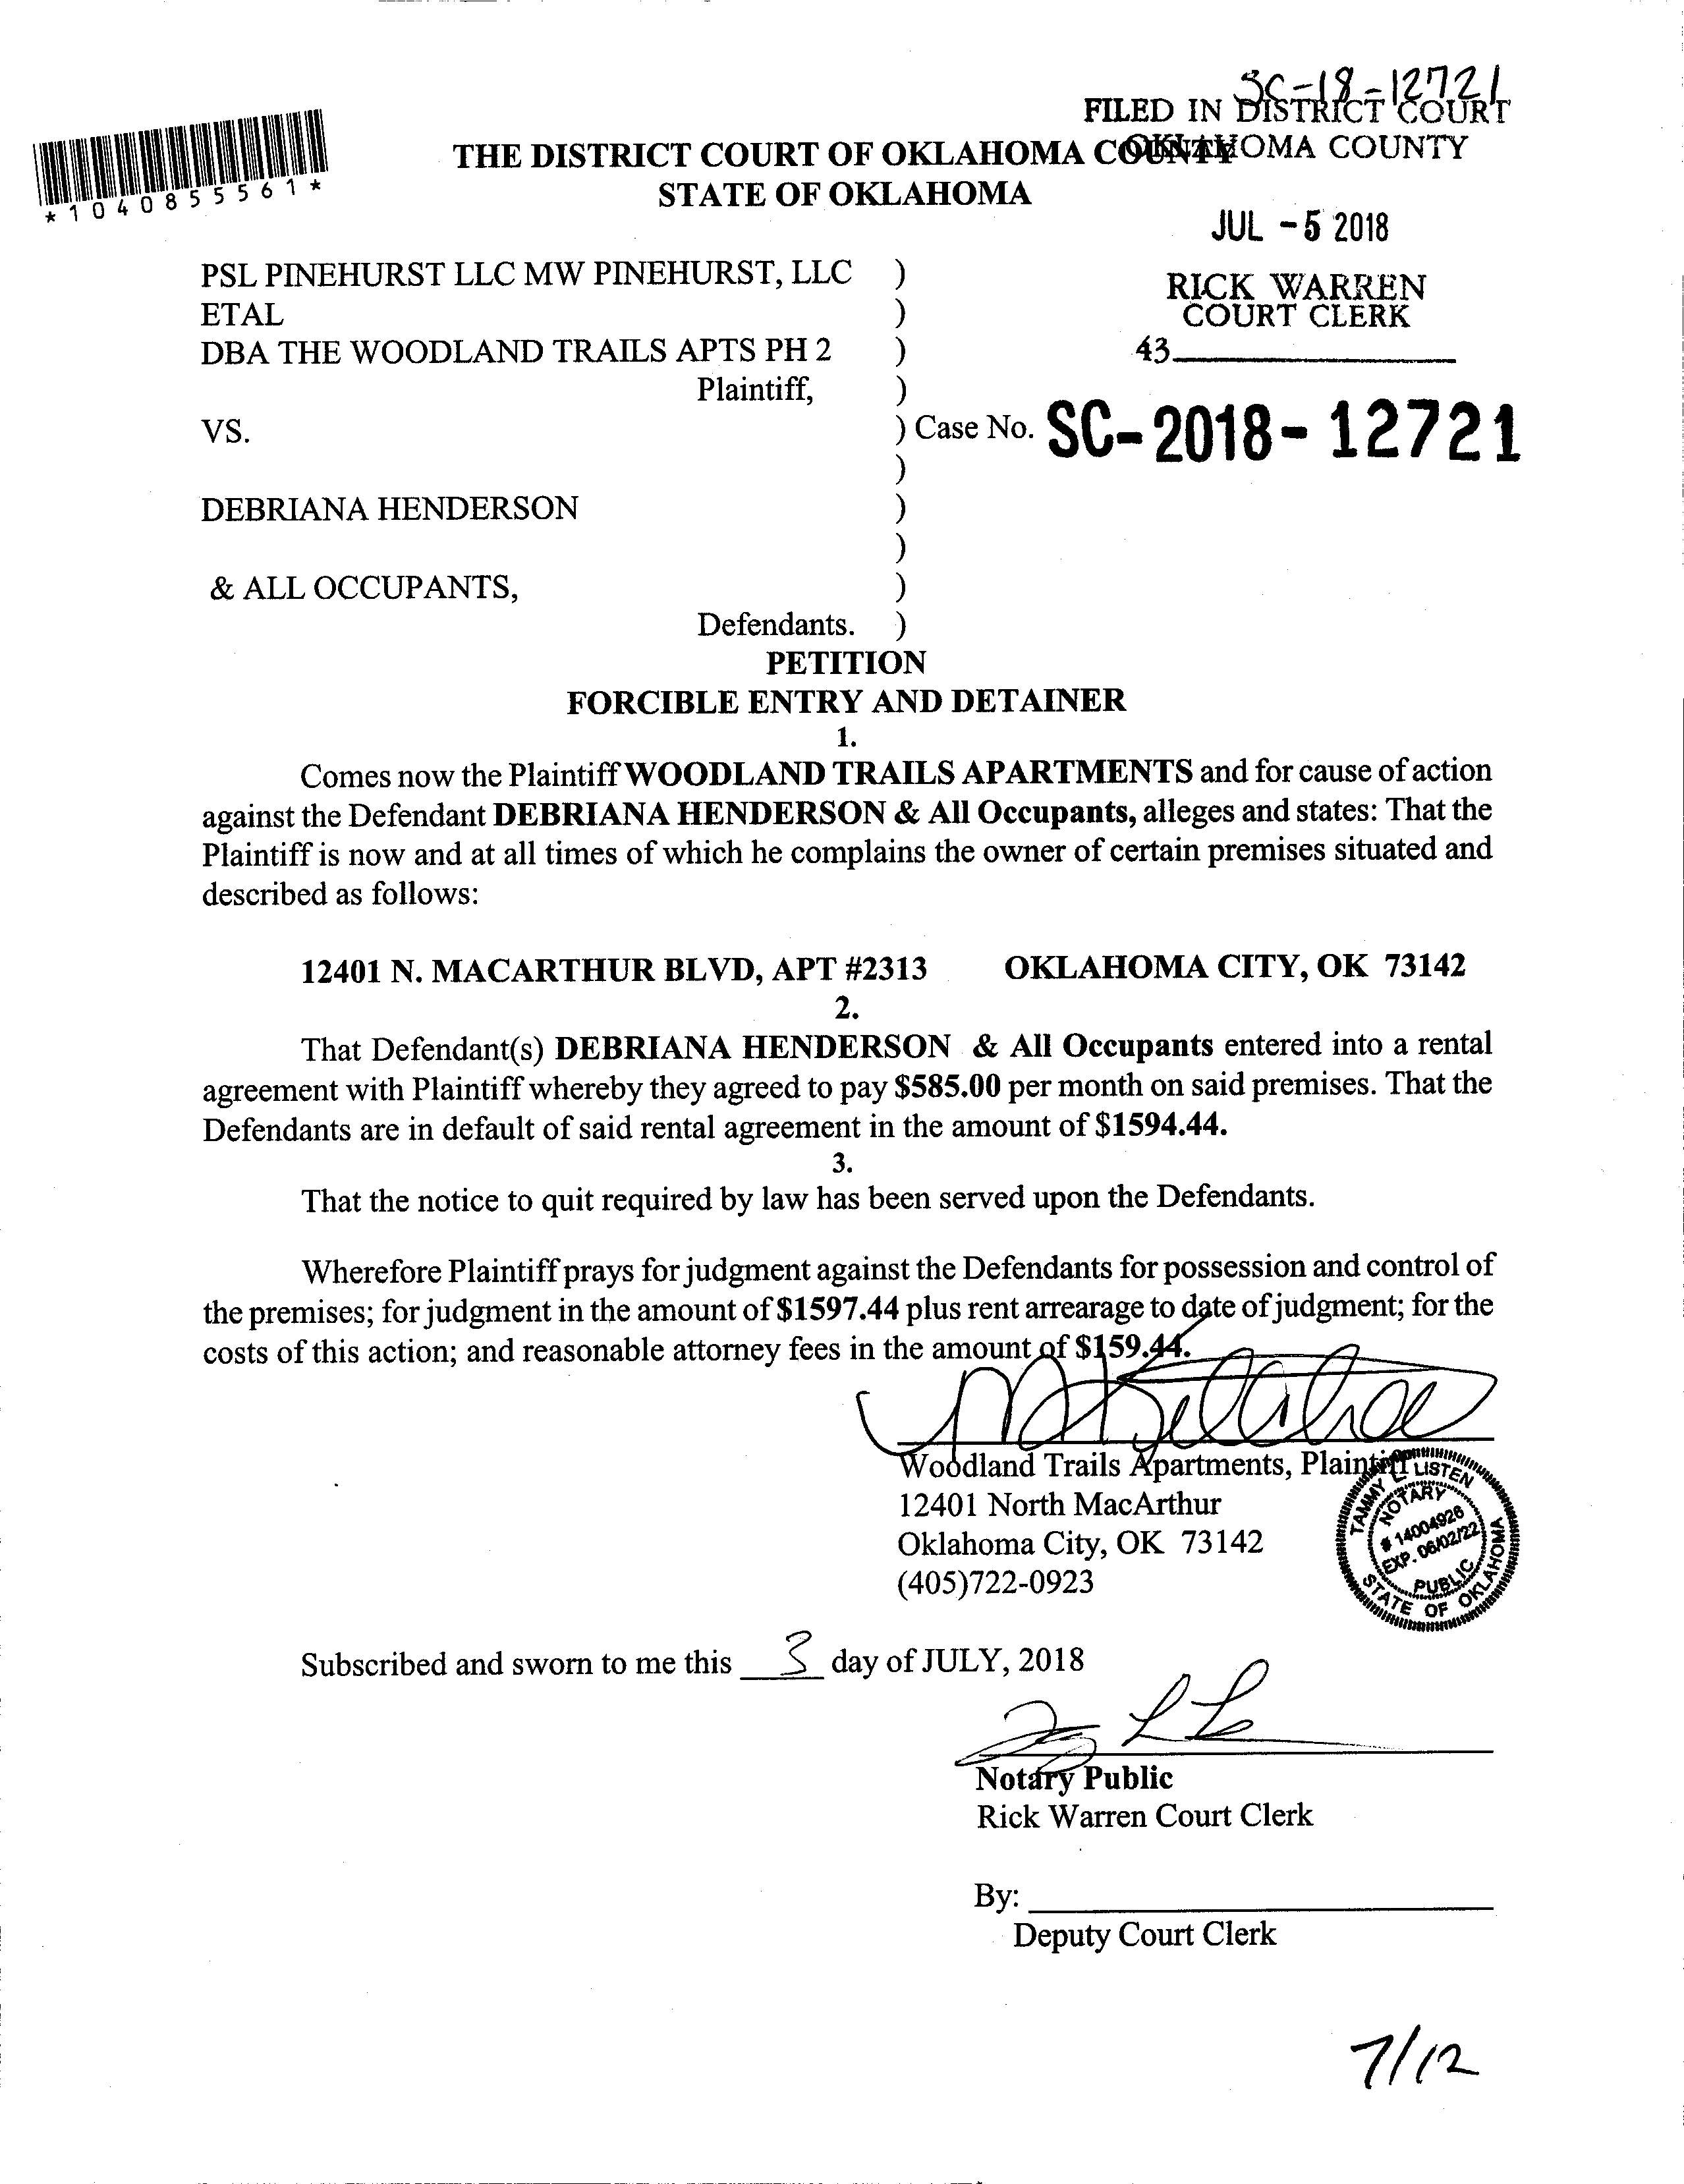 SC-18-12721
FILED IN DISTRICT COURT
OKLAHOMA COUNTY
*1040855561*
THE DISTRICT COURT OF OKLAHOMA COUNTY
STATE OF OKLAHOMA
JUL -5 2018
RICK WARREN
COURT CLERK
43
PSL PINEHURST LLC MW PINEHURST, LLC )
ETAL )
DBA THE WOODLAND TRAILS APTS PH 2 )
Plaintiff, )
VS. ) Case No. SC-2018-12721
)
DEBRIANA HENDERSON )
)
& ALL OCCUPANTS, )
Defendants. )
PETITION
FORCIBLE ENTRY AND DETAINER
1.
Comes now the Plaintiff WOODLAND TRAILS APARTMENTS and for cause of action
against the Defendant DEBRIANA HENDERSON & All Occupants, alleges and states: That the
Plaintiff is now and at all times of which he complains the owner of certain premises situated and
described as follows:
12401 N. MACARTHUR BLVD, APT #2313 OKLAHOMA CITY, OK 73142
2.
That Defendant(s) DEBRIANA HENDERSON & All Occupants entered into a rental
agreement with Plaintiff whereby they agreed to pay $585.00 per month on said premises. That the
Defendants are in default of said rental agreement in the amount of $1594.44.
3.
That the notice to quit required by law has been served upon the Defendants.
Wherefore Plaintiff prays for judgment against the Defendants for possession and control of
the premises; for judgment in the amount of $1597.44 plus rent arrearage to date of judgment; for the
costs of this action; and reasonable attorney fees in the amount of $159.44.
Woodland Trails Apartments, Plaintiff
12401 North MacArthur
Oklahoma City, OK 73142
(405)722-0923
TAMMY L LISTEN
NOTARY
# 14004926
EXP. 06/02/22
PUBLIC
STATE OF OKLAHOMA
Subscribed and sworn to me this 3 day of JULY, 2018
Notary Public
Rick Warren Court Clerk
By:
Deputy Court Clerk
7/12